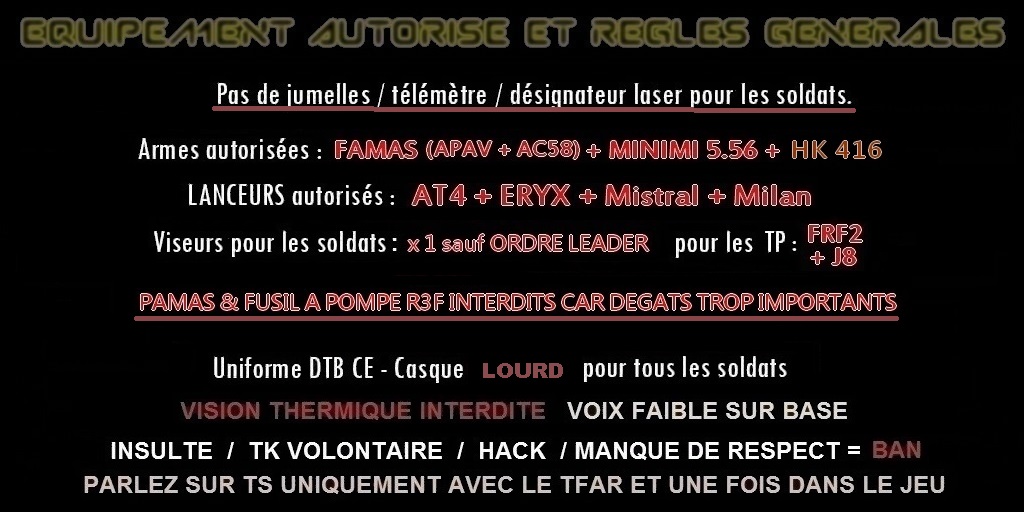 EQUIPEMENT AUTORISE ET REGLES GENERALES
Pas de jumelles / télémètre / désignateur laser pour les soldats.
Armes autorisées : FAMAS (APAV + AC58) + MINIMI 5.56 + HK 416
LANCEURS autorisés : AT4 + ERYX + Mistral + Milan
Viseurs pour les soldats : x 1 sauf ORDRE LEADER pour les TP : FRF2 + J8
PAMAS & FUSIL A POMPE R3F INTERDITS CAR DEGATS TROP IMPORTANTS
Uniforme DTB CE - Casque LOURD pour tous les soldats
VISION THERMIQUE INTERDITE VOIX FAIBLE SUR BASE
INSULTE / TK VOLONTAIRE / HACK / MANQUE DE RESPECT = BAN
PARLEZ SUR TS UNIQUEMENT AVEC LE TFAR ET UNE FOIS DANS LE JEU